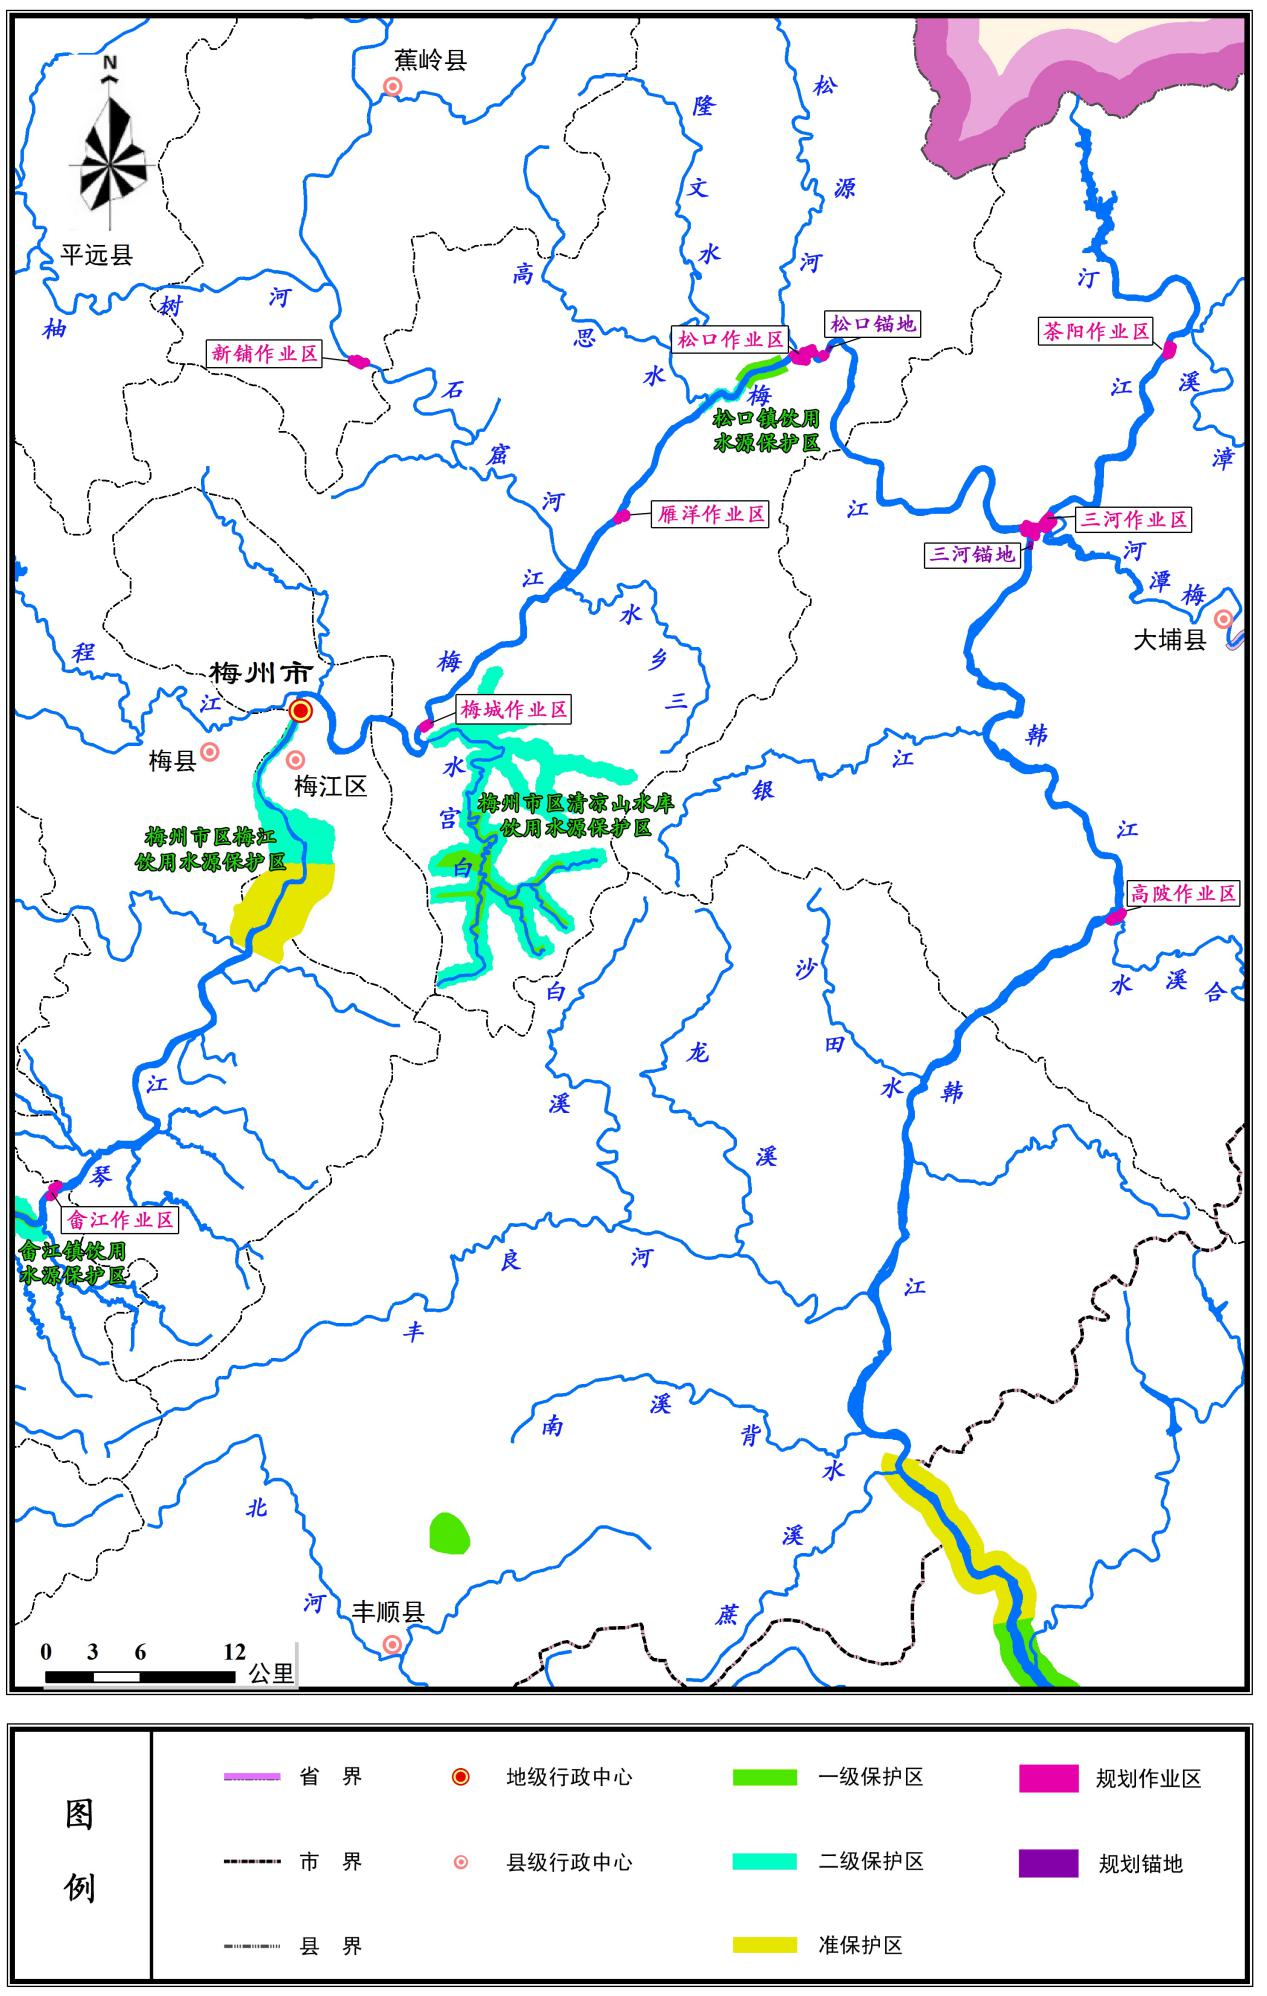 N
蕉岭县
平远县
隆
文
水
松
源
河
高
思
水
柚
树
河
新铺作业区
石
窟
河
松口作业区
松口锚地
梅
松口镇饮用
水源保护区
汀
江
茶阳作业区
溪
漳
雁洋作业区
江
江
三河作业区
三河锚地
河
潭
梅
大埔县
水
乡
三
程
江
梅州市
梅
梅城作业区
梅县
梅江区
水
宫
白
梅州市区清凉山水库
饮用水源保护区
银
江
韩
江
梅州市区梅江
饮用水源保护区
高陂作业区
水
溪
合
白
溪
龙
溪
沙
田
水
韩
江
江
琴
畲江作业区
畲江镇饮用
水源保护区
丰
良
河
南
溪
背
水
溪
蔗
北
河
丰顺县
0 3 6 12 公里
图
例
省 界
市 界
县 界
地级行政中心
县级行政中心
一级保护区
二级保护区
准保护区
规划作业区
规划锚地